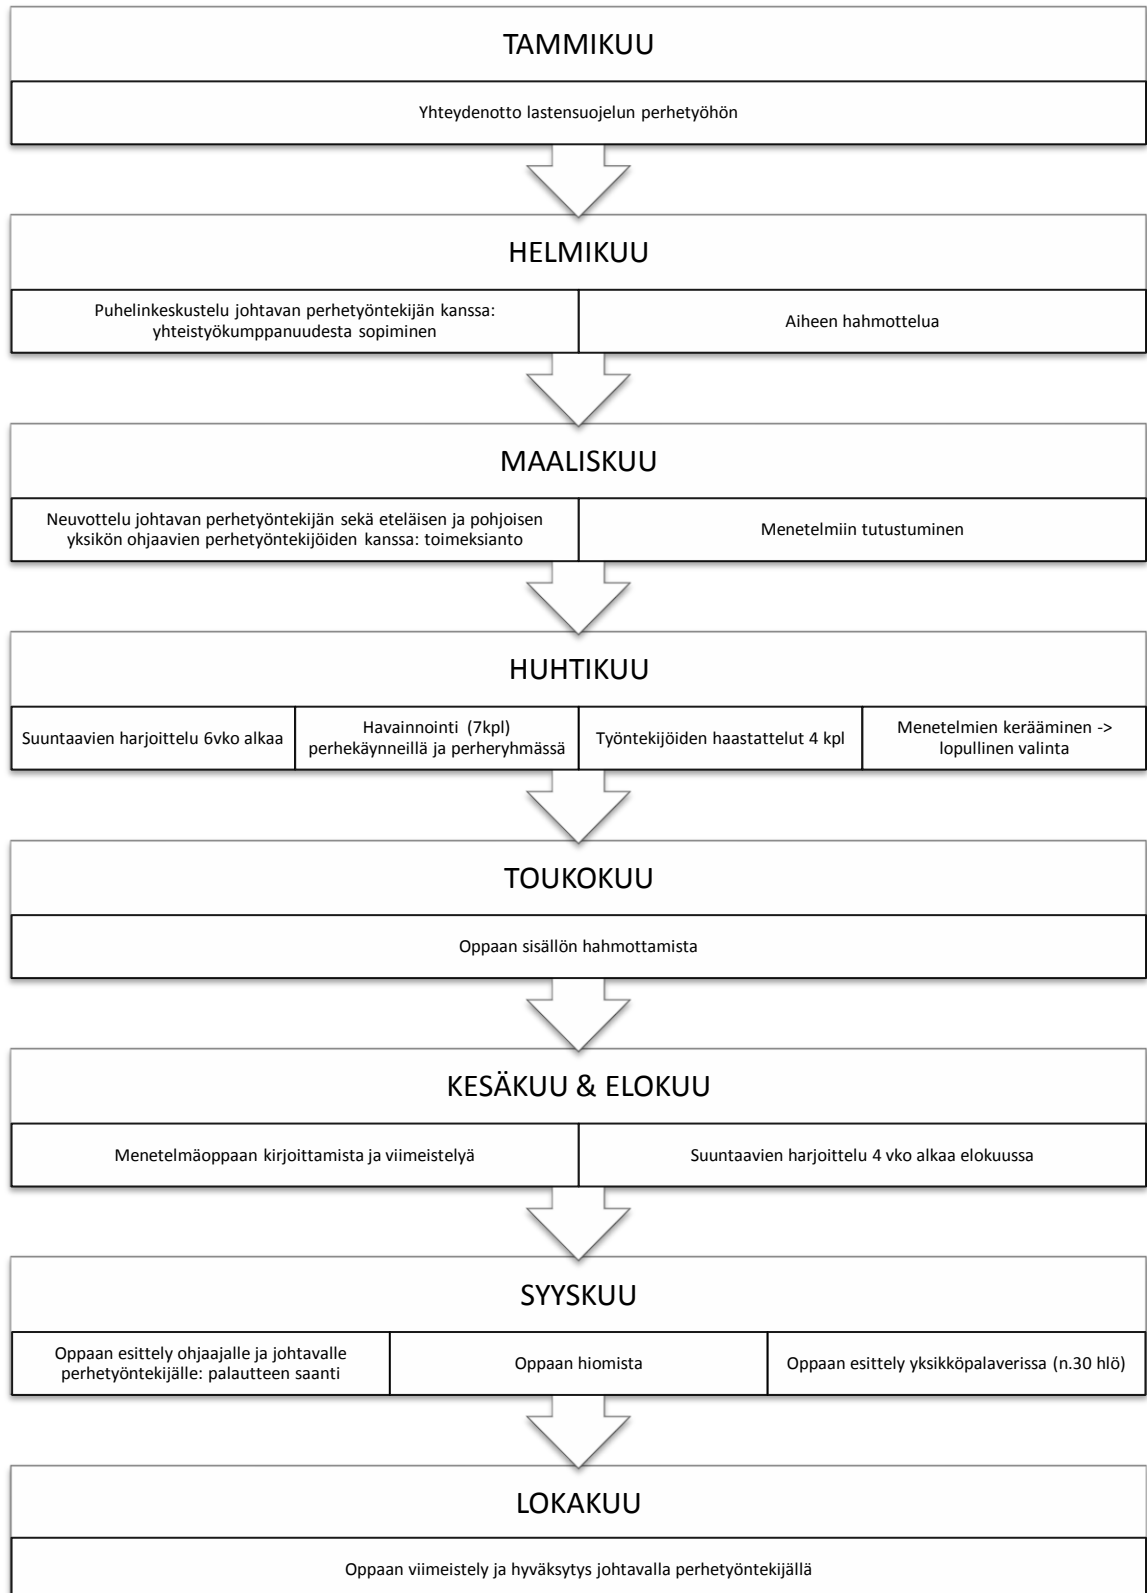 TAMMIKUU
Yhteydenotto lastensuojelun perhetyöhön
HELMIKUU
Puhelinkeskustelu johtavan perhetyöntekijän kanssa:
yhteistyökumppanuudesta sopiminen
Aiheen hahmottelua
MAALISKUU
Neuvottelu johtavan perhetyöntekijän sekä eteläisen ja pohjoisen
yksikön ohjaavien perhetyöntekijöiden kanssa: toimeksianto
Menetelmiin tutustuminen
HUHTIKUU
Suuntaavien harjoittelu 6vko alkaa
Havainnointi (7kpl)
perhekäynneillä ja perheryhmässä
Työntekijöiden haastattelut 4 kpl
Menetelmien kerääminen ->
lopullinen valinta
TOUKOKUU
Oppaan sisällön hahmottamista
KESÄKUU & ELOKUU
Menetelmäoppaan kirjoittamista ja viimeistelyä
Suuntaavien harjoittelu 4 vko alkaa elokuussa
SYYSKUU
Oppaan esittely ohjaajalle ja johtavalle
perhetyöntekijälle: palautteen saanti
Oppaan hiomista
Oppaan esittely yksikköpalaverissa (n.30 hlö)
LOKAKUU
Oppaan viimeistely ja hyväksytys johtavalla perhetyöntekijällä